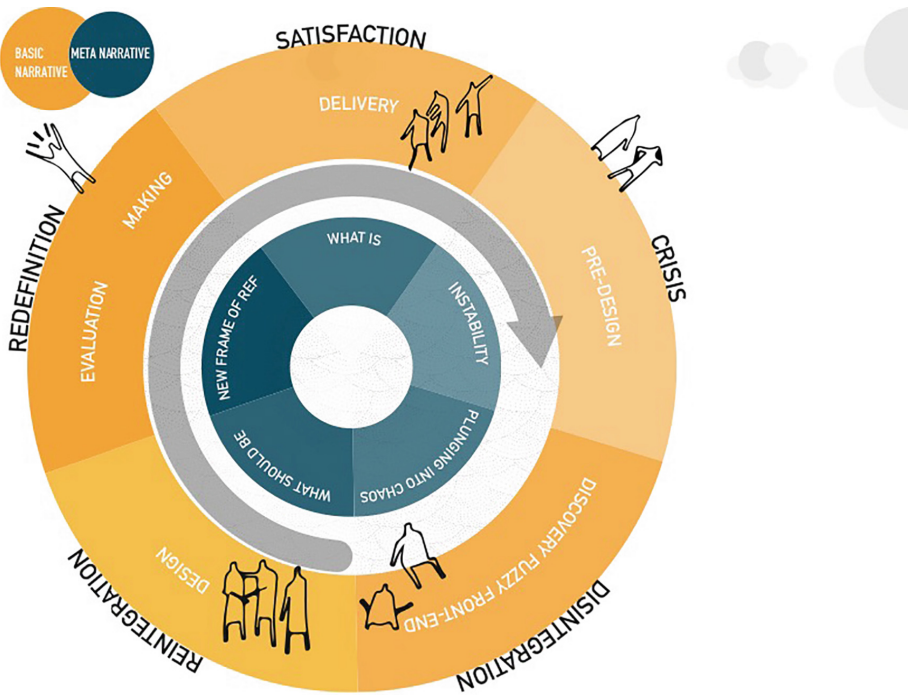 BASIC
NARRATIVE
META NARRATIVE
SATISFACTION
DELIVERY
CRISIS
PRE-DESIGN
DISINTEGRATION
DISCOVERY FUZZY FRONT-END
REINTEGRATION
DESIGN
REDEFINITION
EVALUATION
MAKING
WHAT IS
INSTABILITY
PLUNGING INTO CHAOS
WHAT SHOULD BE
NEW FRAME OF REF